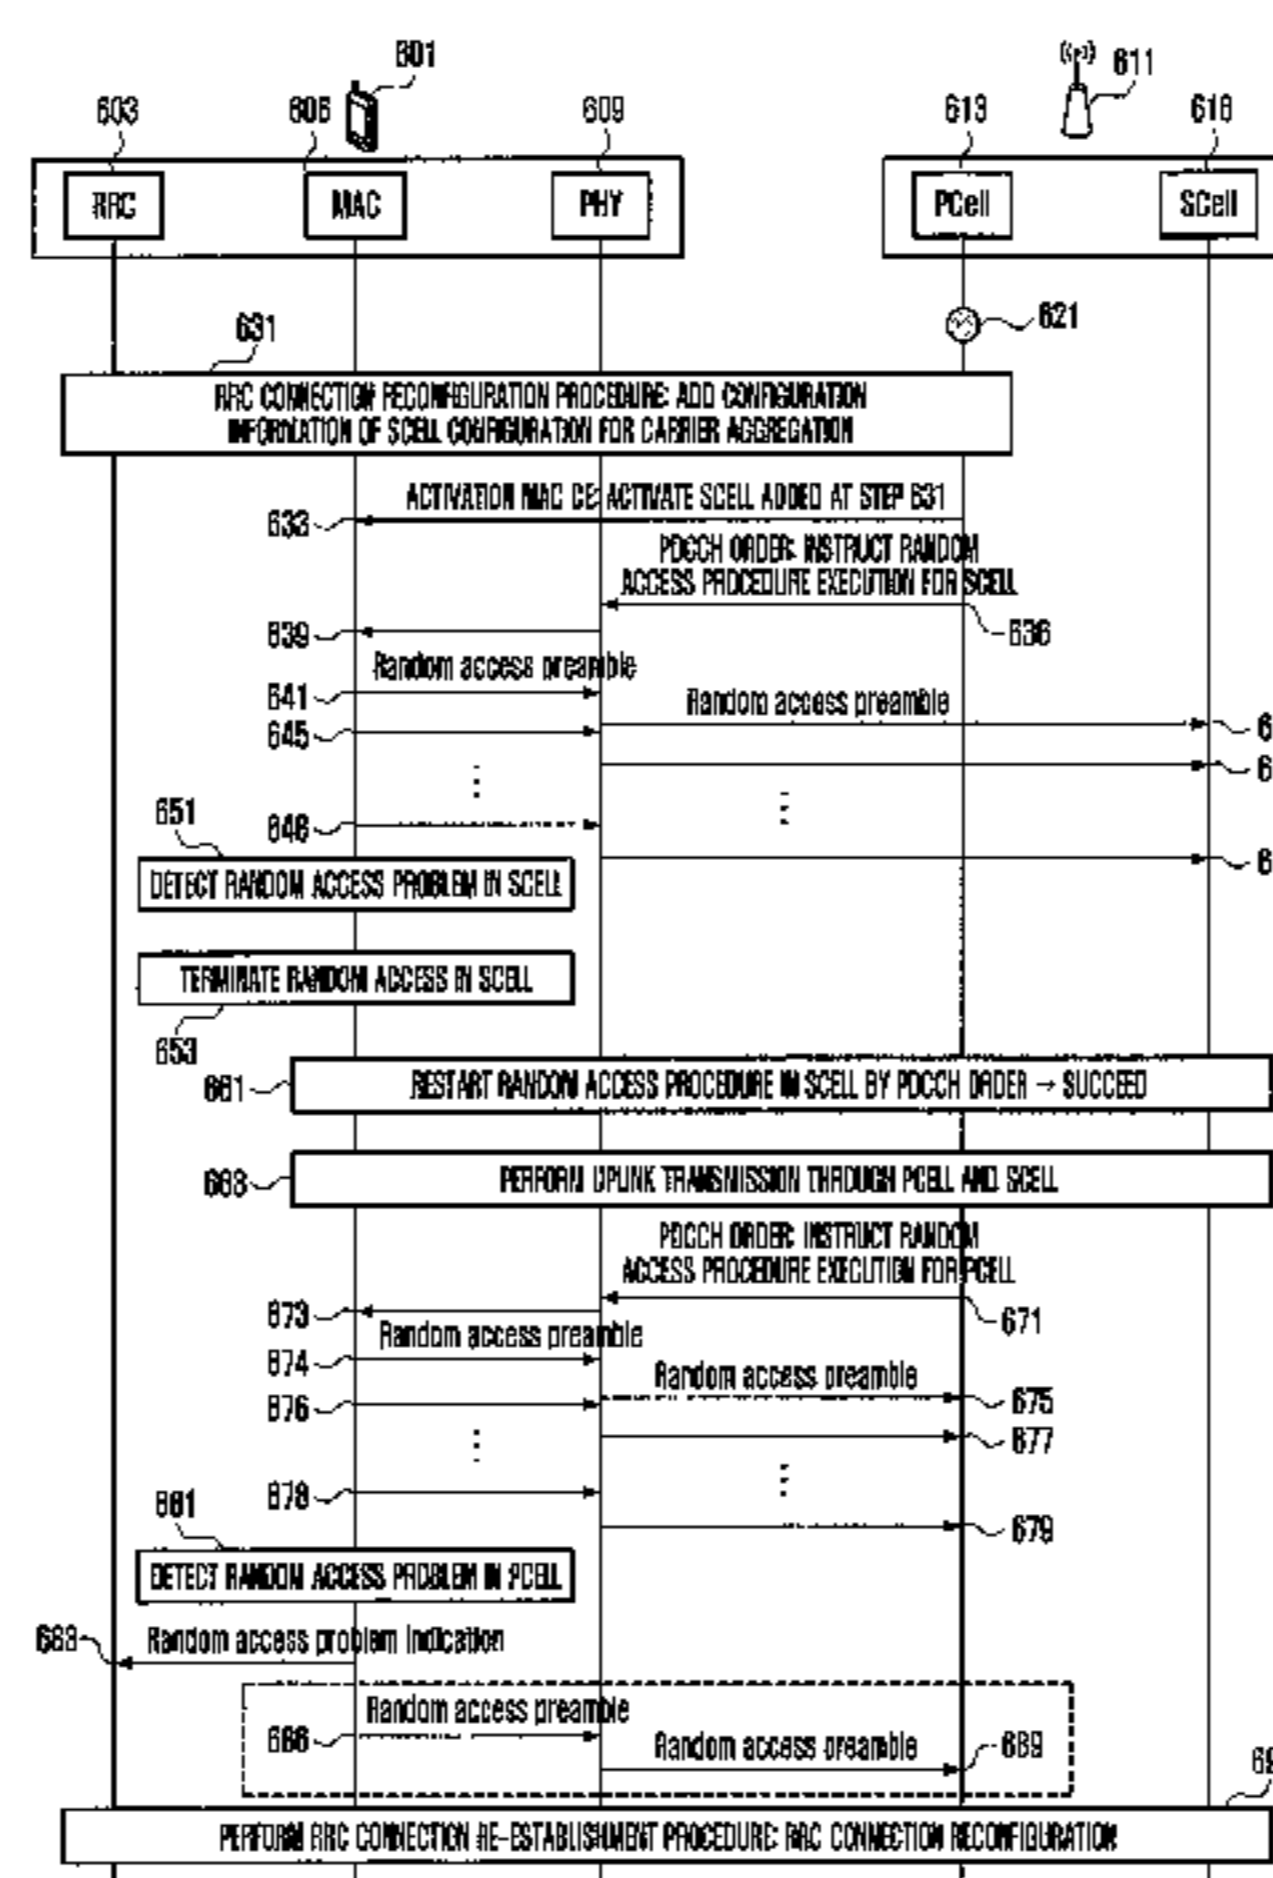 601
611
603
606
609
613
616
RRC
MAC
PHY
PCell
SCell
621
631
RRC CONNECTION RECONFIGURATION PROCEDURE: ADD CONFIGURATION
INFORMATION OF SCELL CONFIGURATION FOR CARRIER AGGREGATION
ACTIVATION MAC CE: ACTIVATE SCELL ADDED AT STEP 631
633
PDCCH ORDER: INSTRUCT RANDOM
ACCESS PROCEDURE EXECUTION FOR SCELL
639
636
Random access preamble
641
Random access preamble
645
651
DETECT RANDOM ACCESS PROBLEM IN SCELL
TERMINATE RANDOM ACCESS IN SCELL
653
661
RESTART RANDOM ACCESS PROCEDURE IN SCELL BY PDCCH ORDER → SUCCEED
663
PERFORM UPLINK TRANSMISSION THROUGH PCELL AND SCELL
PDCCH ORDER: INSTRUCT RANDOM
ACCESS PROCEDURE EXECUTION FOR PCELL
673
671
Random access preamble
674
Random access preamble
676
675
677
678
679
681
DETECT RANDOM ACCESS PROBLEM IN PCELL
683
Random access problem indication
Random access preamble
686
Random access preamble
689
PERFORM RRC CONNECTION RE-ESTABLISHMENT PROCEDURE: RRC CONNECTION RECONFIGURATION